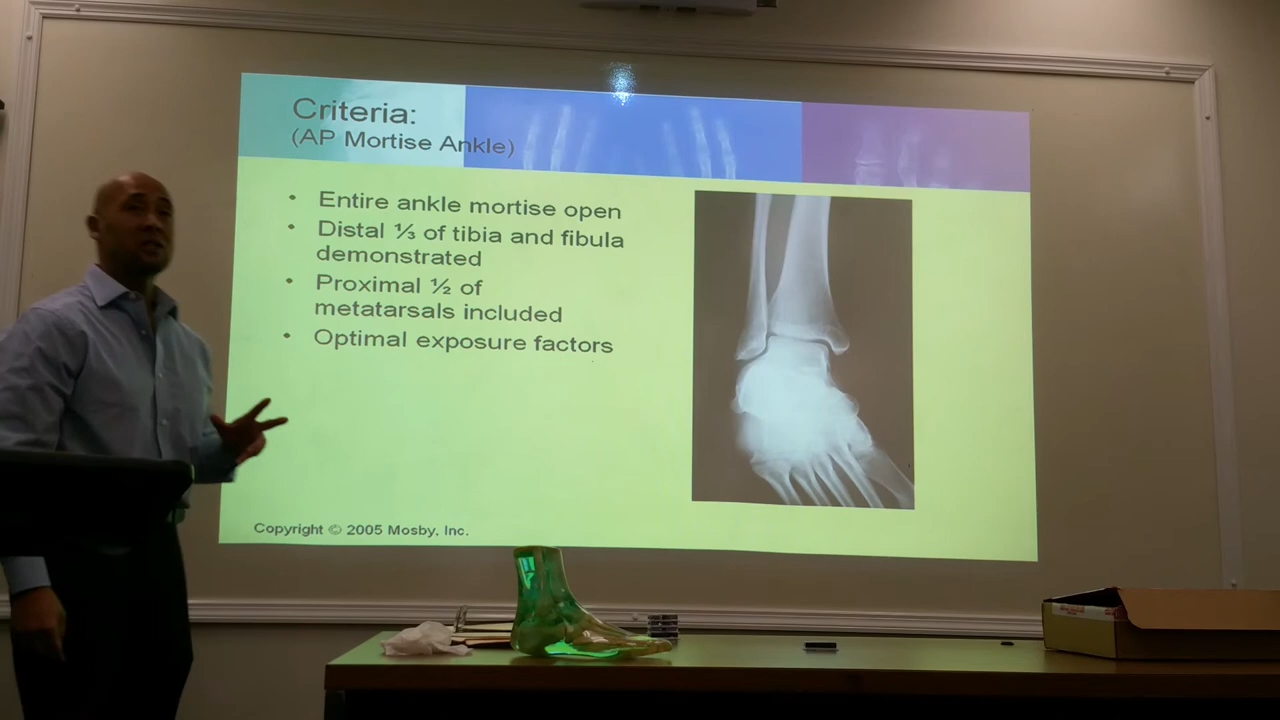 Criteria:
(AP Mortise Ankle)
• Entire ankle mortise open
• Distal ⅓ of tibia and fibula
demonstrated
• Proximal ½ of
metatarsals included
• Optimal exposure factors
Copyright © 2005 Mosby, Inc.